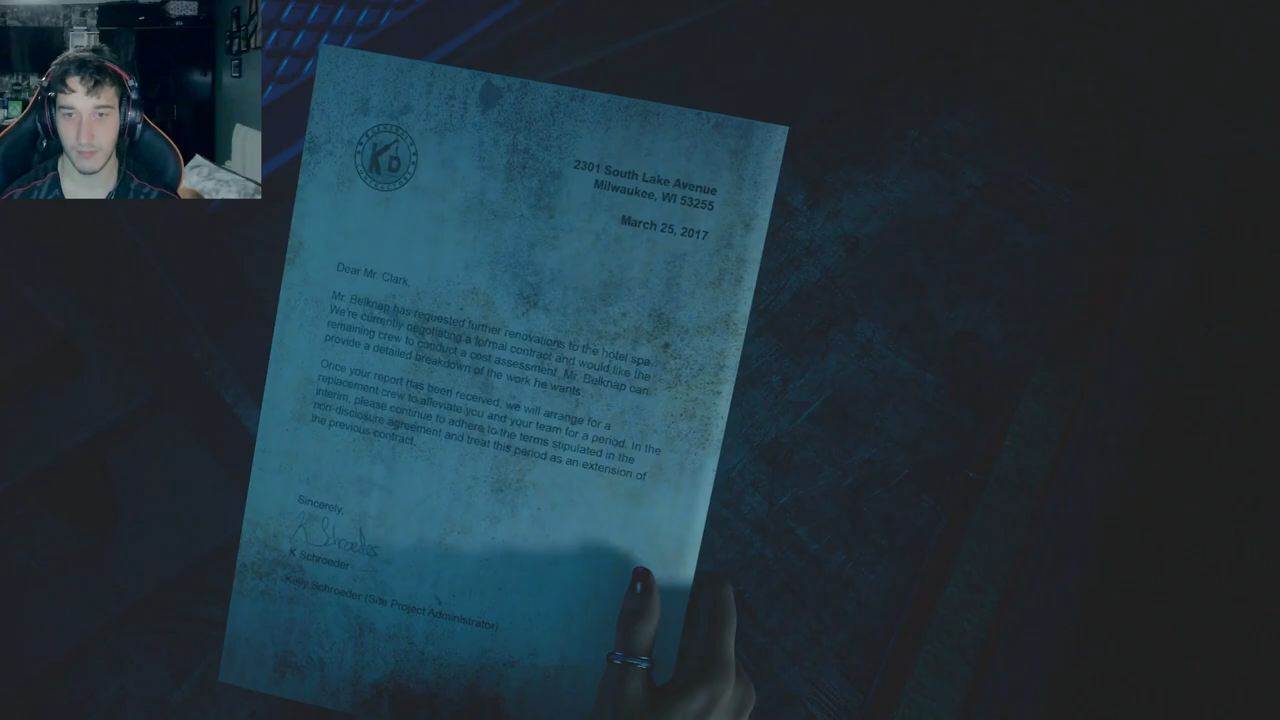 KD
2301 South Lake Avenue
Milwaukee, WI 53255
March 25, 2017
Dear Mr. Clark,
Mr. Belknap has requested further renovations to the hotel spa.
We're currently negotiating a formal contract and would like the
remaining crew to conduct a cost assessment. Mr. Belknap can
provide a detailed breakdown of the work he wants.
Once your report has been received, we will arrange for a
replacement crew to alleviate you and your team for a period. In the
interim, please continue to adhere to the terms stipulated in the
non-disclosure agreement and treat this period as an extension of
the previous contract.
Sincerely,
K Schroeder
K Schroeder
Kelly Schroeder (Site Project Administrator)